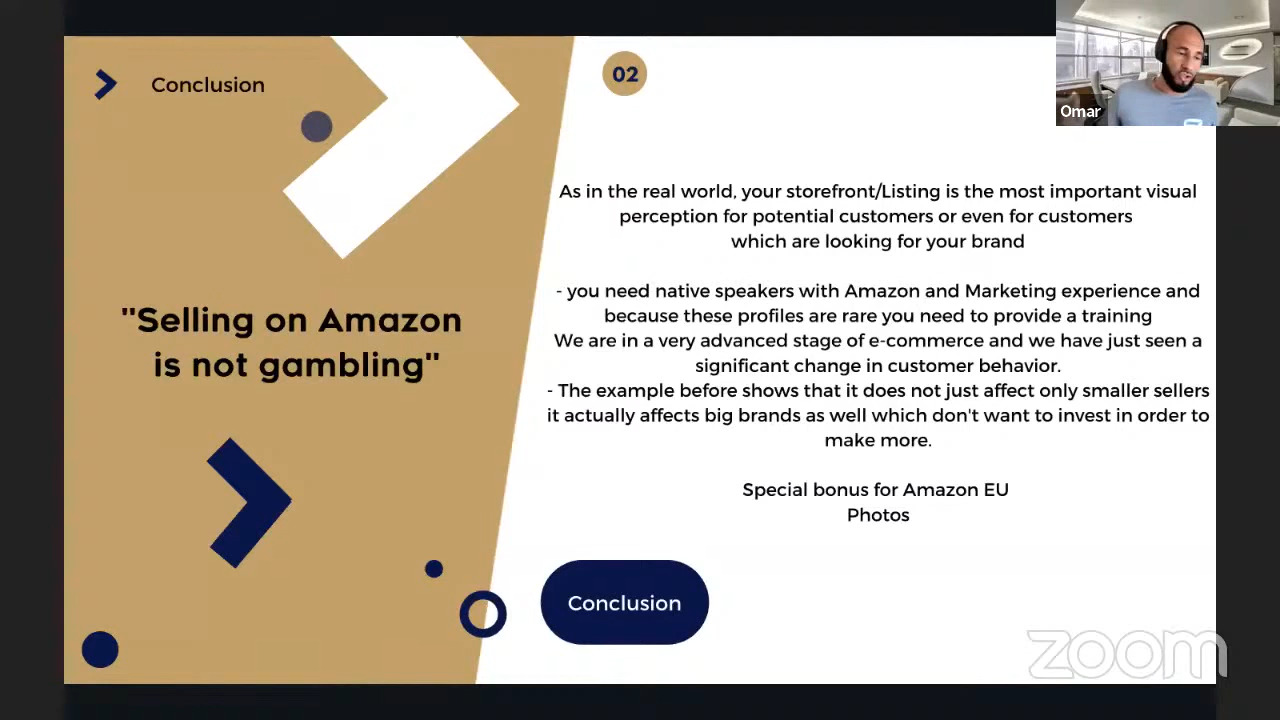 Conclusion
"Selling on Amazon
is not gambling"
02
As in the real world, your storefront/Listing is the most important visual
perception for potential customers or even for customers
which are looking for your brand
- you need native speakers with Amazon and Marketing experience and
because these profiles are rare you need to provide a training
We are in a very advanced stage of e-commerce and we have just seen a
significant change in customer behavior.
- The example before shows that it does not just affect only smaller sellers
it actually affects big brands as well which don't want to invest in order to
make more.
Special bonus for Amazon EU
Photos
Conclusion
Omar
zoom